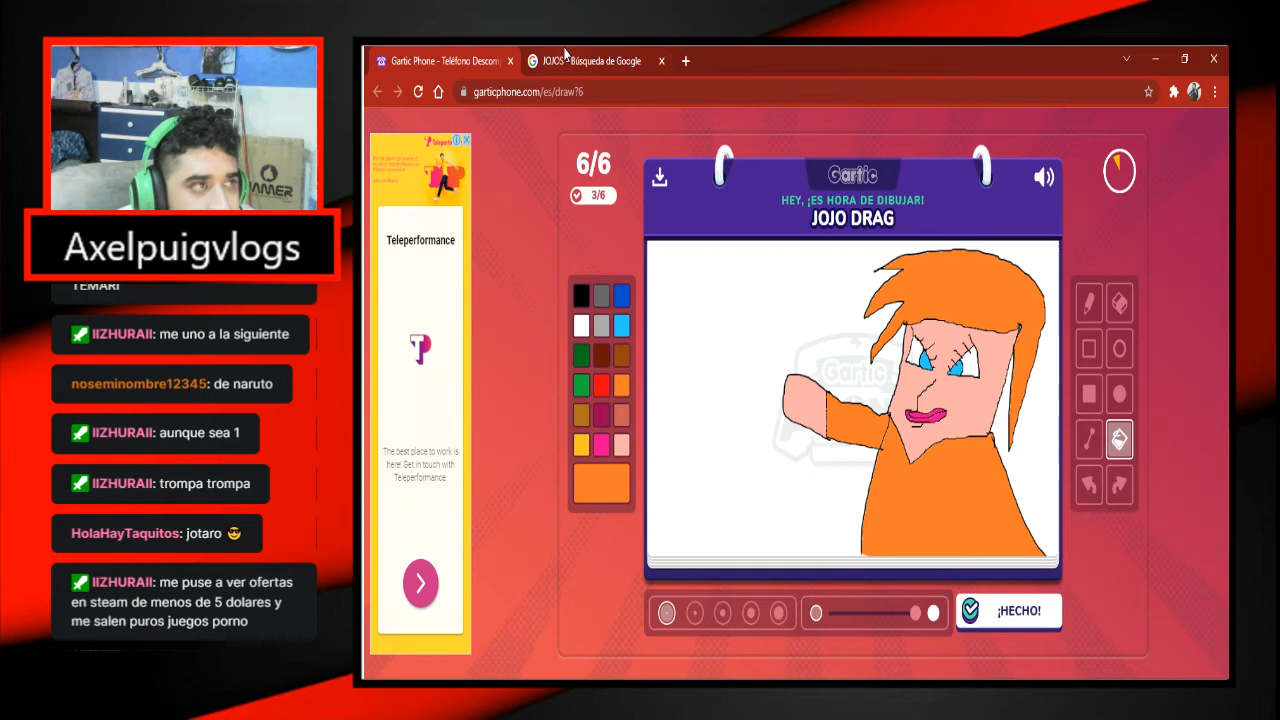 Axelpuigvlogs
TEMARI
IIZHURAII: me uno a la siguiente
noseminombre12345: de naruto
IIZHURAII: aunque sea 1
IIZHURAII: trompa trompa
HolaHayTaquitos: jotaro 😎
IIZHURAII: me puse a ver ofertas
en steam de menos de 5 dolares y
me salen puros juegos porno
Gartic Phone - Teléfono Descomp
JOJOS - Búsqueda de Google
garticphone.com/es/draw?6
Teleperformance
The best place to work is
here! Get in touch with
Teleperformance.
6/6
3/6
Gartic
HEY, ¡ES HORA DE DIBUJAR!
JOJO DRAG
Gartic
¡HECHO!